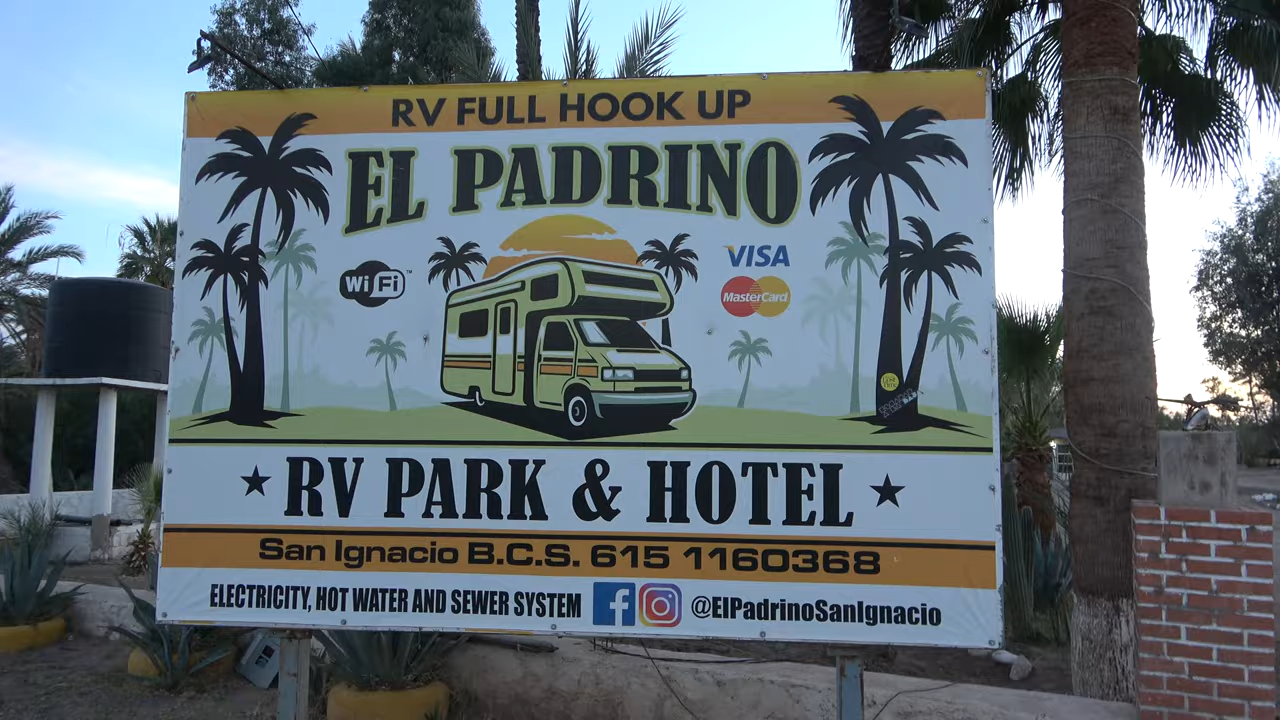 RV FULL HOOK UP
EL PADRINO
WiFi™
VISA
MasterCard
RV PARK & HOTEL
San Ignacio B.C.S. 615 1160368
ELECTRICITY, HOT WATER AND SEWER SYSTEM @ElPadrinoSanIgnacio